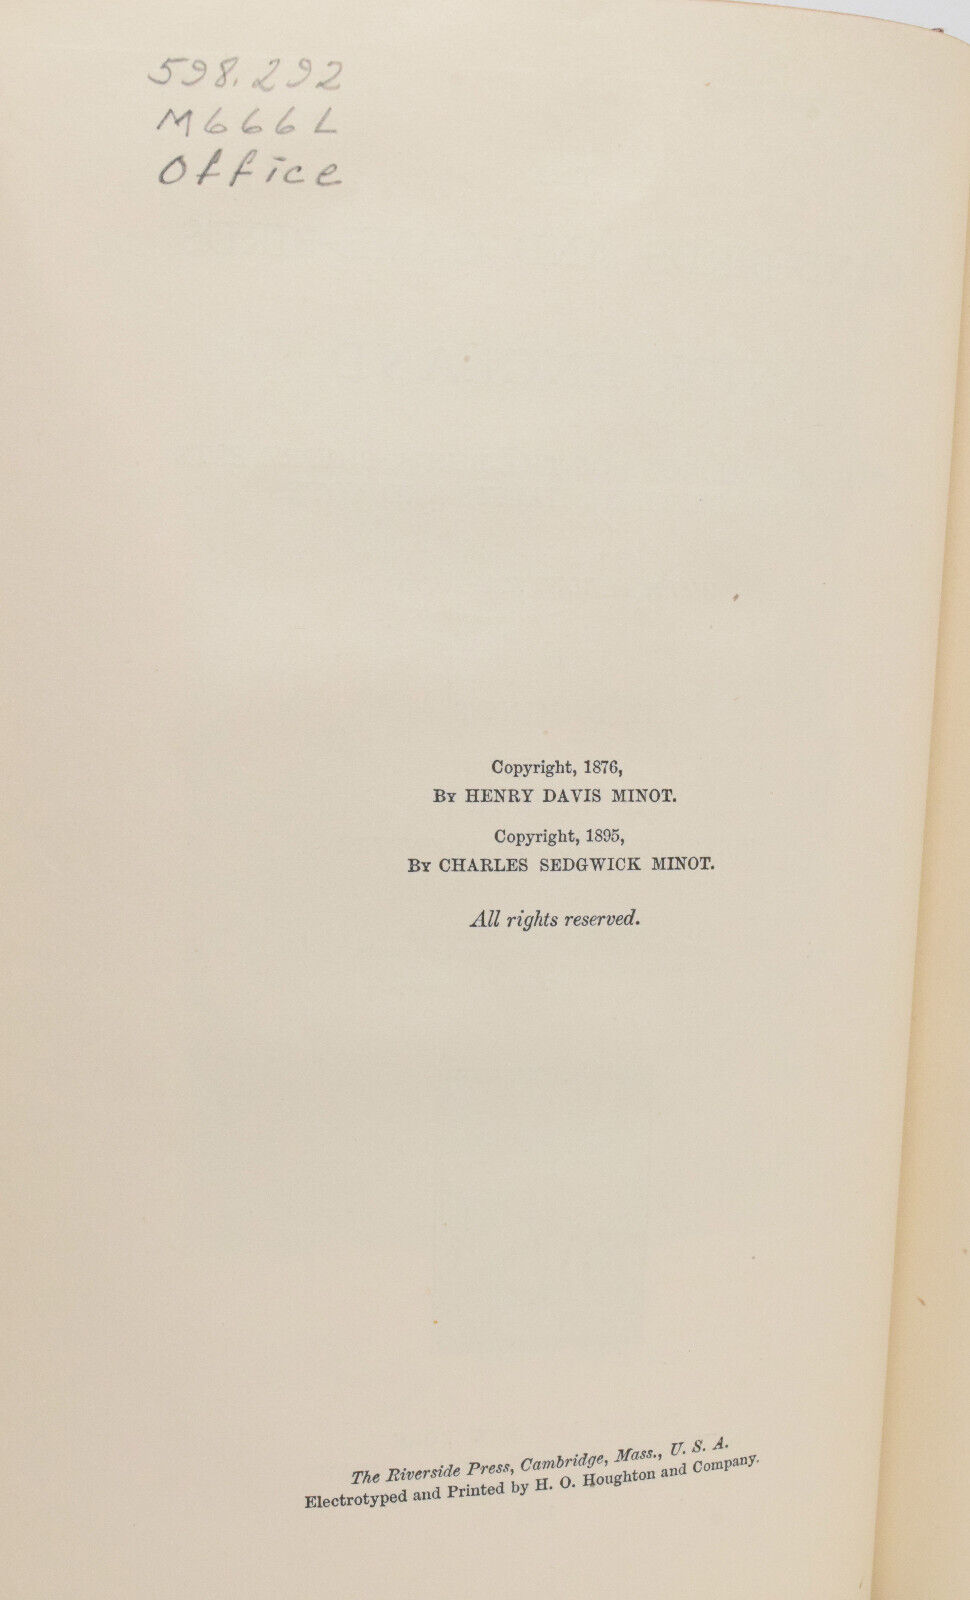 598.292
M666L
Office
Copyright, 1876,
By HENRY DAVIS MINOT.
Copyright, 1895,
By CHARLES SEDGWICK MINOT.
All rights reserved.
The Riverside Press, Cambridge, Mass., U. S. A.
Electrotyped and Printed by H. O. Houghton and Company.